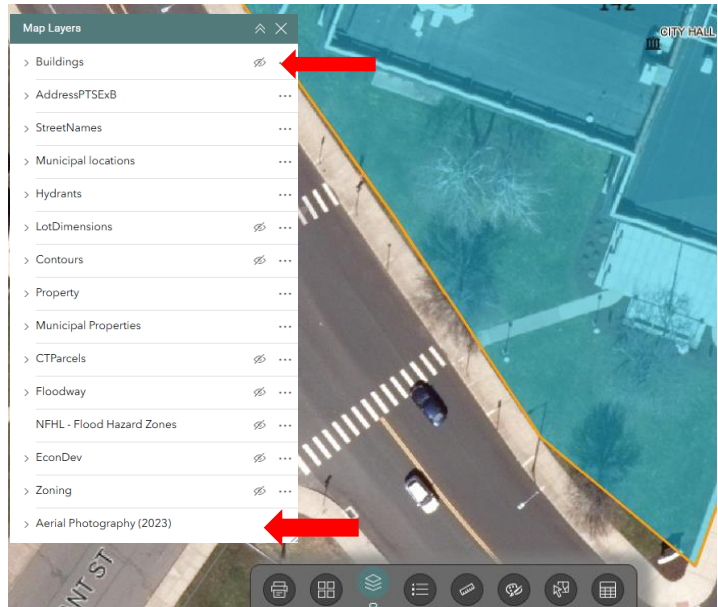 Map Layers
142
CITY HALL
Buildings
AddressPTSExB
StreetNames
Municipal locations
Hydrants
LotDimensions
Contours
Property
Municipal Properties
CTParcels
Floodway
NFHL - Flood Hazard Zones
EconDev
Zoning
Aerial Photography (2023)
NT ST